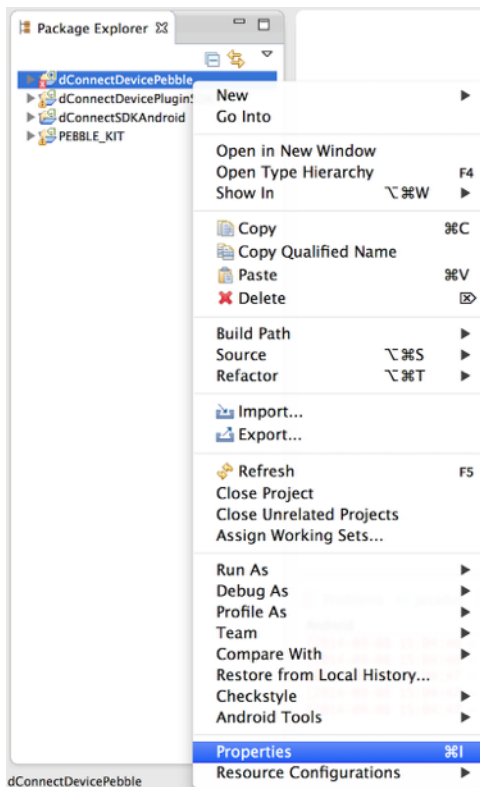 Package Explorer
dConnectDevicePebble
dConnectDevicePluginS
dConnectSDKAndroid
PEBBLE_KIT
New
Go Into
Open in New Window
Open Type Hierarchy F4
Show In ⌥⌘W
Copy ⌘C
Copy Qualified Name
Paste ⌘V
Delete ⌦
Build Path
Source ⌥⌘S
Refactor ⌥⌘T
Import...
Export...
Refresh F5
Close Project
Close Unrelated Projects
Assign Working Sets...
Run As
Debug As
Profile As
Team
Compare With
Restore from Local History...
Checkstyle
Android Tools
Properties ⌘I
Resource Configurations
dConnectDevicePebble